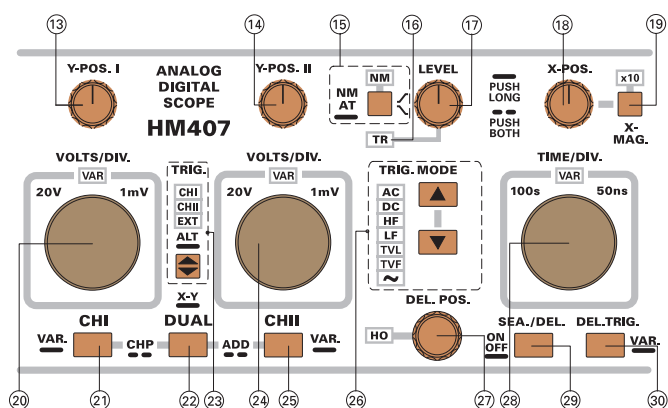 13 14 15 16 17 18 19
Y-POS. I
ANALOG
DIGITAL
SCOPE
HM407
Y-POS. II
NM
AT
NM
LEVEL
TR
PUSH
LONG
PUSH
BOTH
X-POS.
x10
X-
MAG.
VOLTS/DIV.
VAR
20V 1mV
TRIG.
CHI
CHII
EXT
ALT
VOLTS/DIV.
VAR
20V 1mV
TRIG. MODE
AC
DC
HF
LF
TVL
TVF
~
TIME/DIV.
VAR
100s 50ns
X-Y
CHI
VAR.
CHP
DUAL
ADD
CHII
VAR.
DEL. POS.
HO
ON
OFF
SEA./DEL.
DEL.TRIG.
VAR.
20 21 22 23 24 25 26 27 28 29 30